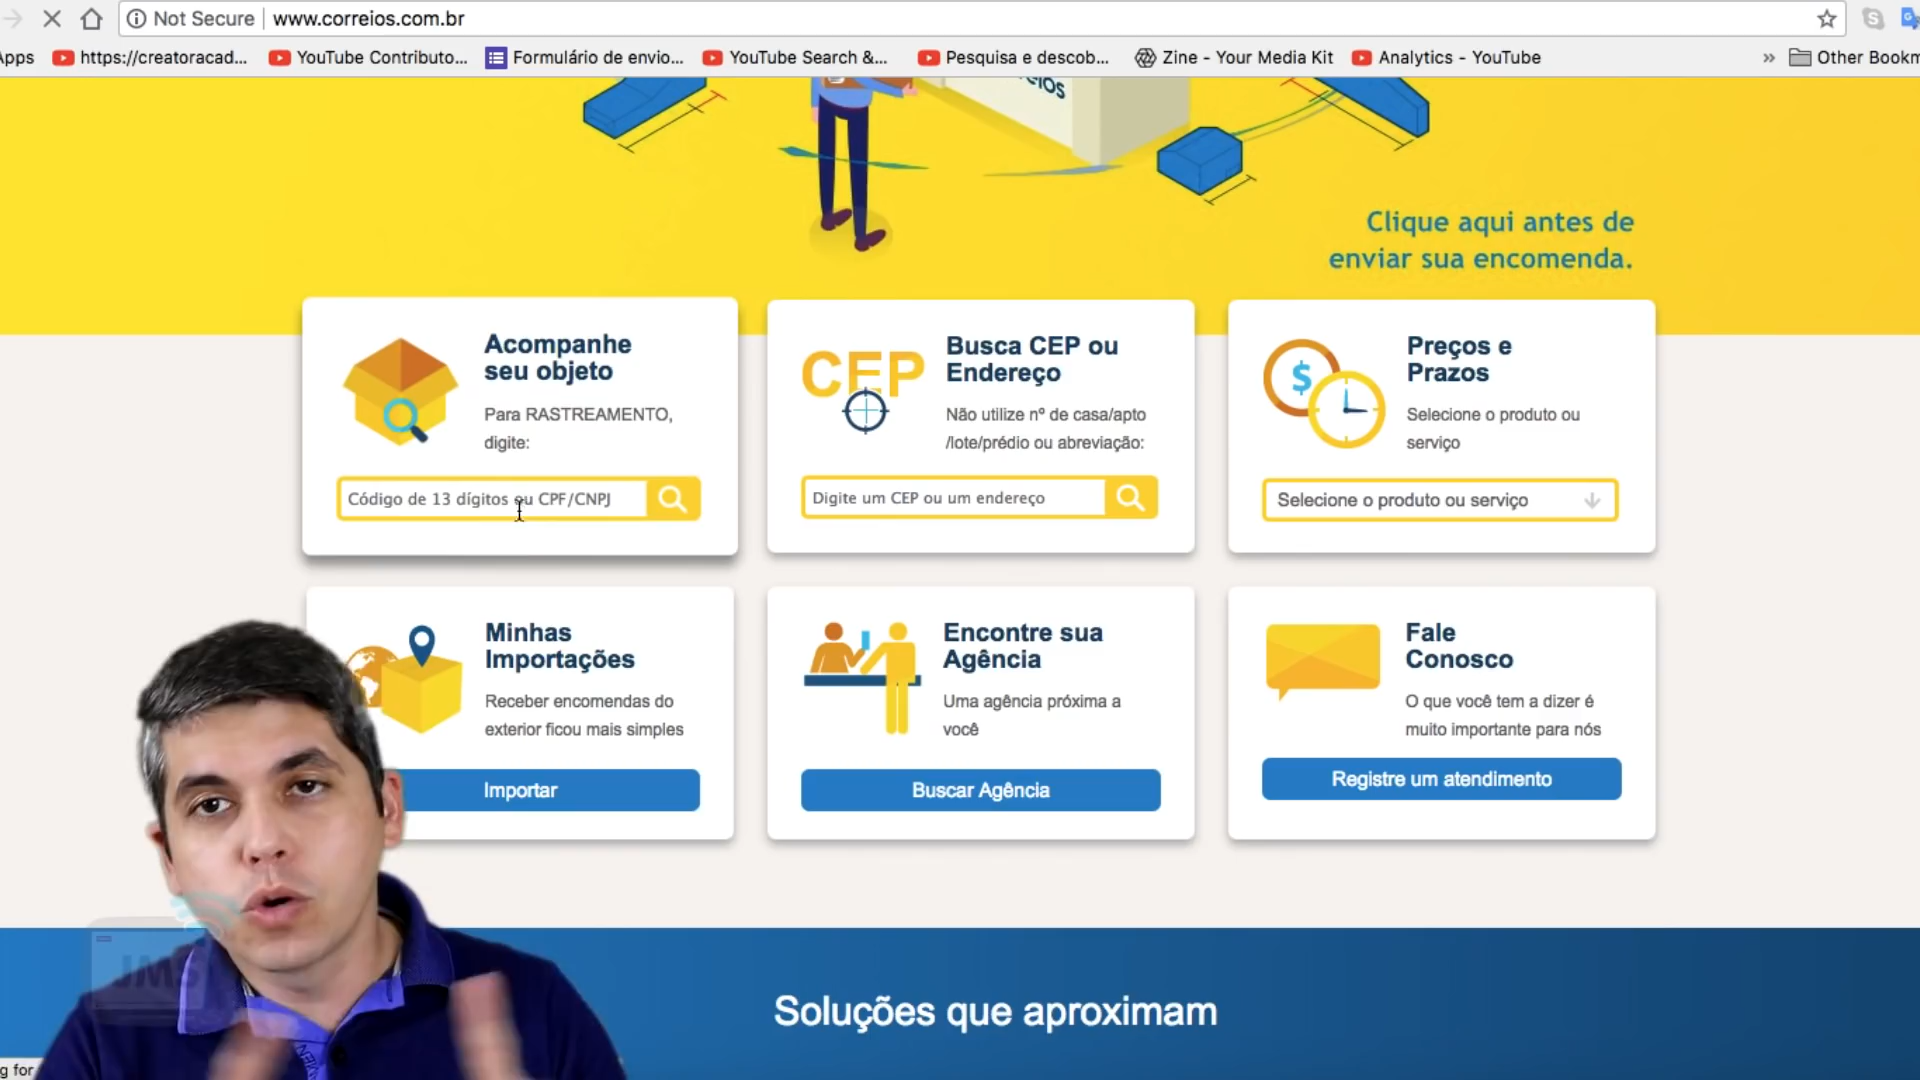 Not Secure
www.correios.com.br
Apps
https://creatoracad...
YouTube Contributo...
Formulário de envio...
YouTube Search &...
Pesquisa e descob...
Zine - Your Media Kit
Analytics - YouTube
»
Other Bookm
Clique aqui antes de
enviar sua encomenda.
Acompanhe
seu objeto
Para RASTREAMENTO,
digite:
Código de 13 dígitos ou CPF/CNPJ
CEP
Busca CEP ou
Endereço
Não utilize nº de casa/apto
/lote/prédio ou abreviação:
Digite um CEP ou um endereço
$
Preços e
Prazos
Selecione o produto ou
serviço
Selecione o produto ou serviço
Minhas
Importações
Receber encomendas do
exterior ficou mais simples
Importar
Encontre sua
Agência
Uma agência próxima a
você
Buscar Agência
Fale
Conosco
O que você tem a dizer é
muito importante para nós
Registre um atendimento
JMS
Soluções que aproximam
g for